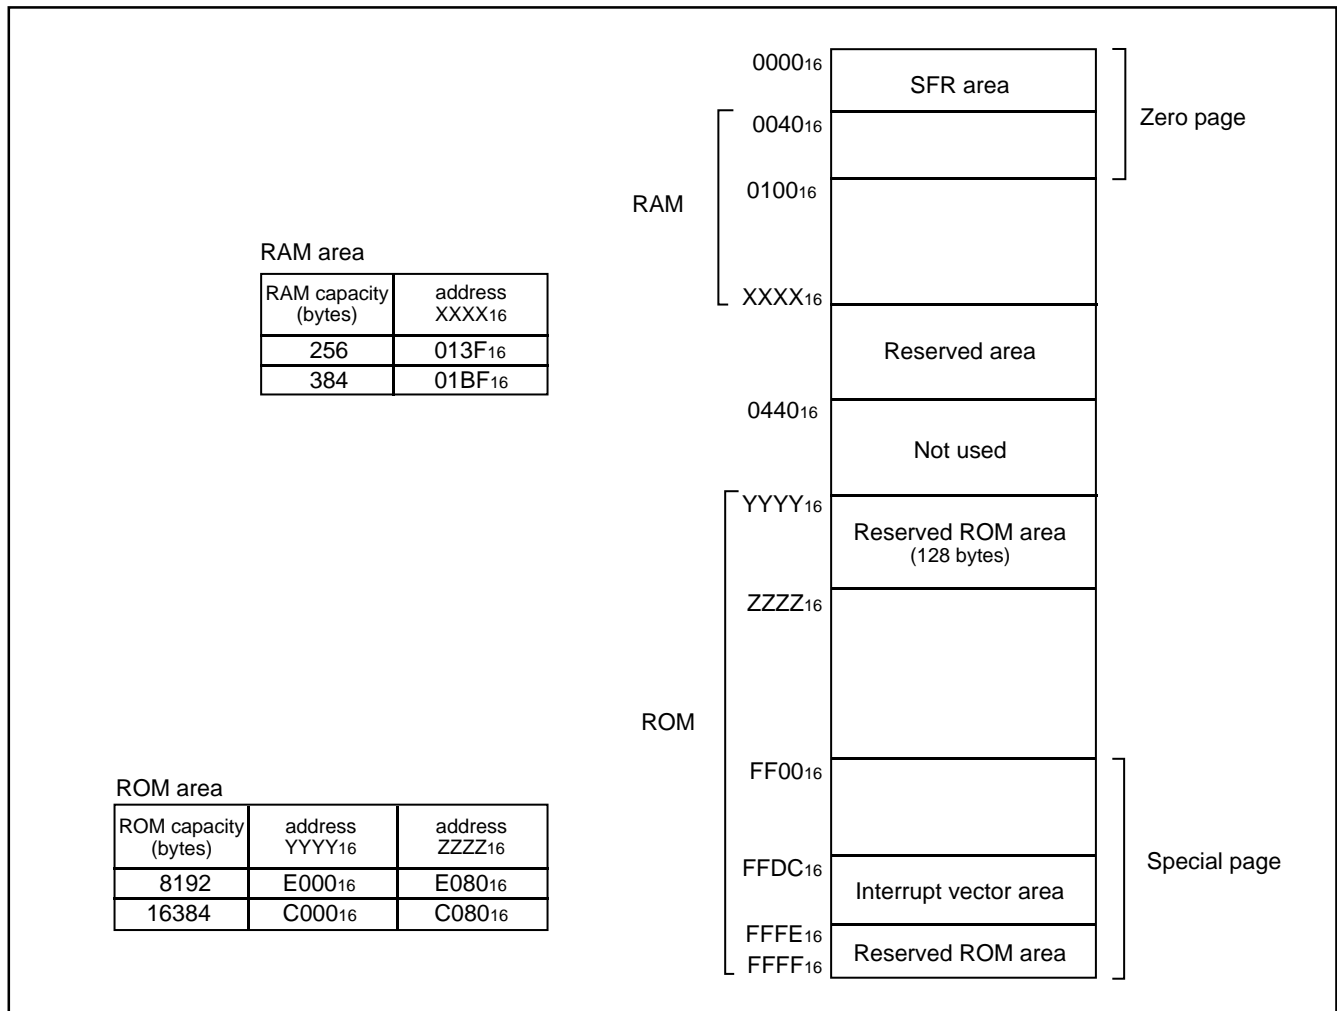 0000₁₆
SFR area
0040₁₆
Zero page
0100₁₆
RAM
XXXX₁₆
Reserved area
0440₁₆
Not used
YYYY₁₆
Reserved ROM area
(128 bytes)
ZZZZ₁₆
ROM
FF00₁₆
FFDC₁₆
Interrupt vector area
Special page
FFFE₁₆
Reserved ROM area
FFFF₁₆
RAM area
RAM capacity (bytes) address XXXX₁₆
256 013F₁₆
384 01BF₁₆
ROM area
ROM capacity (bytes) address YYYY₁₆ address ZZZZ₁₆
8192 E000₁₆ E080₁₆
16384 C000₁₆ C080₁₆